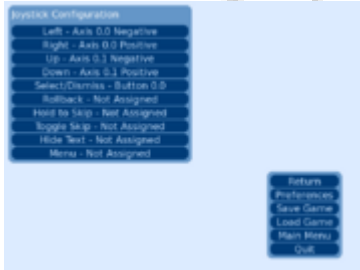 Joystick Configuration
Left - Axis 0.0 Negative
Right - Axis 0.0 Positive
Up - Axis 0.1 Negative
Down - Axis 0.1 Positive
Select/Dismiss - Button 0.0
Rollback - Not Assigned
Hold to Skip - Not Assigned
Toggle Skip - Not Assigned
Hide Text - Not Assigned
Menu - Not Assigned
Return
Preferences
Save Game
Load Game
Main Menu
Quit